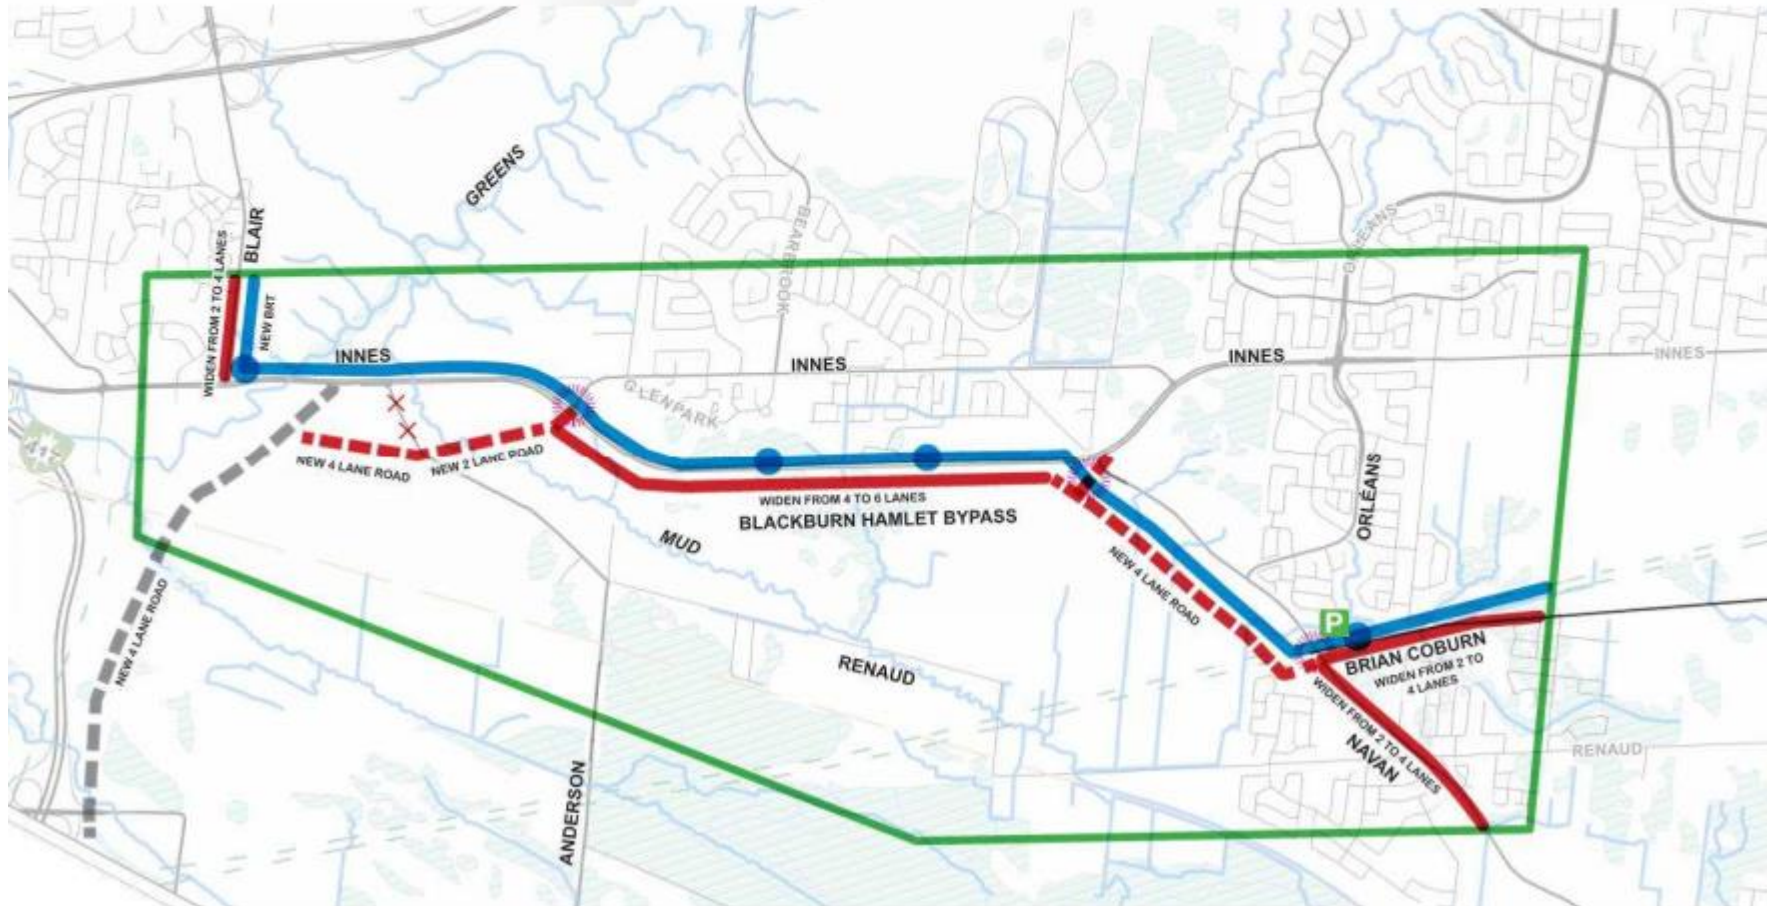 GREENS
BLAIR
WIDEN FROM 2 TO 4 LANES
NEW BRT
BEARBROOK
ORLEANS
INNES
INNES
INNES
INNES
GLENPARK
417
NEW 4 LANE ROAD
NEW 2 LANE ROAD
WIDEN FROM 4 TO 6 LANES
BLACKBURN HAMLET BYPASS
ORLÉANS
MUD
NEW 4 LANE ROAD
NEW 4 LANE ROAD
P
RENAUD
BRIAN COBURN
WIDEN FROM 2 TO
4 LANES
WIDEN FROM 2 TO 4 LANES
NAVAN
RENAUD
ANDERSON